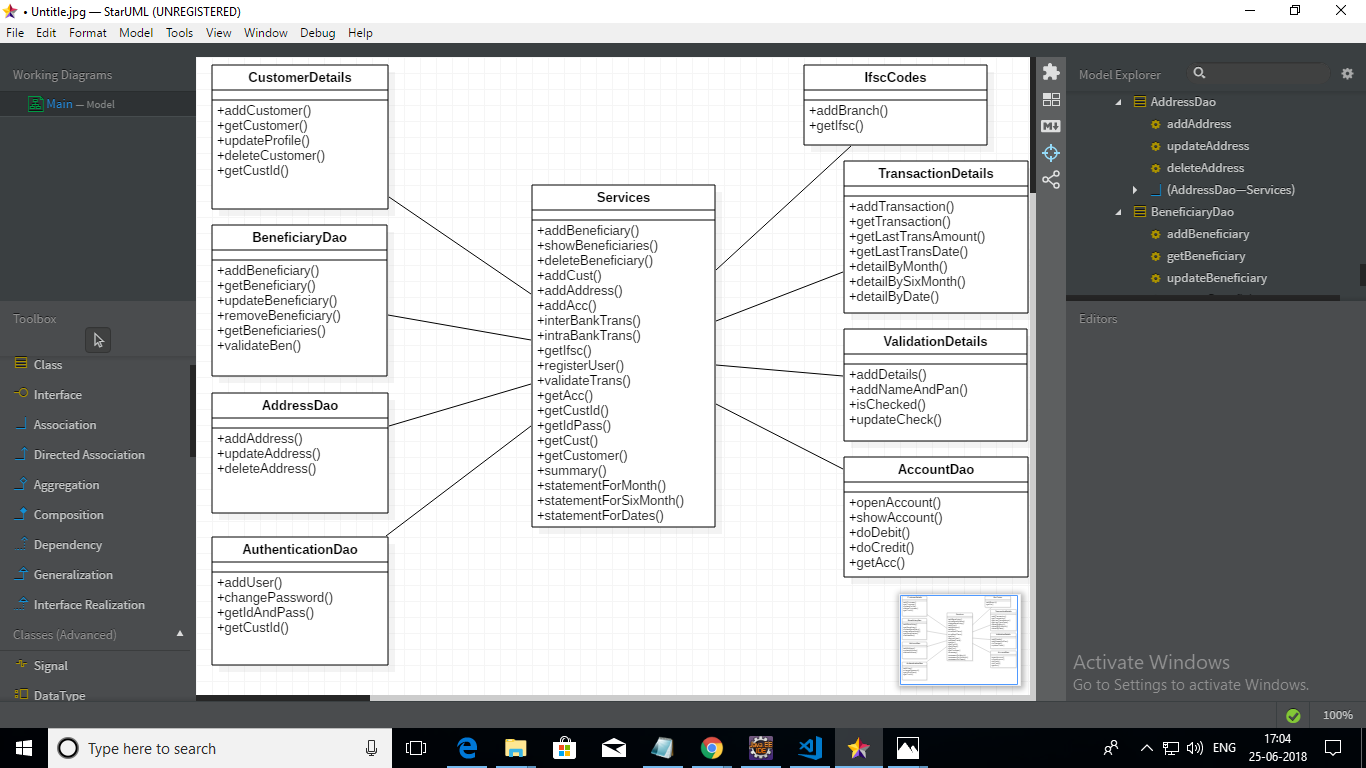 • Untitle.jpg — StarUML (UNREGISTERED)
File Edit Format Model Tools View Window Debug Help
Working Diagrams
Main — Model
Toolbox
Class
Interface
Association
Directed Association
Aggregation
Composition
Dependency
Generalization
Interface Realization
Classes (Advanced)
Signal
DataType
CustomerDetails
+addCustomer()
+getCustomer()
+updateProfile()
+deleteCustomer()
+getCustId()
BeneficiaryDao
+addBeneficiary()
+getBeneficiary()
+updateBeneficiary()
+removeBeneficiary()
+getBeneficiaries()
+validateBen()
AddressDao
+addAddress()
+updateAddress()
+deleteAddress()
AuthenticationDao
+addUser()
+changePassword()
+getIdAndPass()
+getCustId()
Services
+addBeneficiary()
+showBeneficiaries()
+deleteBeneficiary()
+addCust()
+addAddress()
+addAcc()
+interBankTrans()
+intraBankTrans()
+getIfsc()
+registerUser()
+validateTrans()
+getAcc()
+getCustId()
+getIdPass()
+getCust()
+getCustomer()
+summary()
+statementForMonth()
+statementForSixMonth()
+statementForDates()
IfscCodes
+addBranch()
+getIfsc()
TransactionDetails
+addTransaction()
+getTransaction()
+getLastTransAmount()
+getLastTransDate()
+detailByMonth()
+detailBySixMonth()
+detailByDate()
ValidationDetails
+addDetails()
+addNameAndPan()
+isChecked()
+updateCheck()
AccountDao
+openAccount()
+showAccount()
+doDebit()
+doCredit()
+getAcc()
M
Model Explorer
AddressDao
addAddress
updateAddress
deleteAddress
(AddressDao—Services)
BeneficiaryDao
addBeneficiary
getBeneficiary
updateBeneficiary
Editors
Activate Windows
Go to Settings to activate Windows.
100%
Type here to search
ENG
17:04
25-06-2018